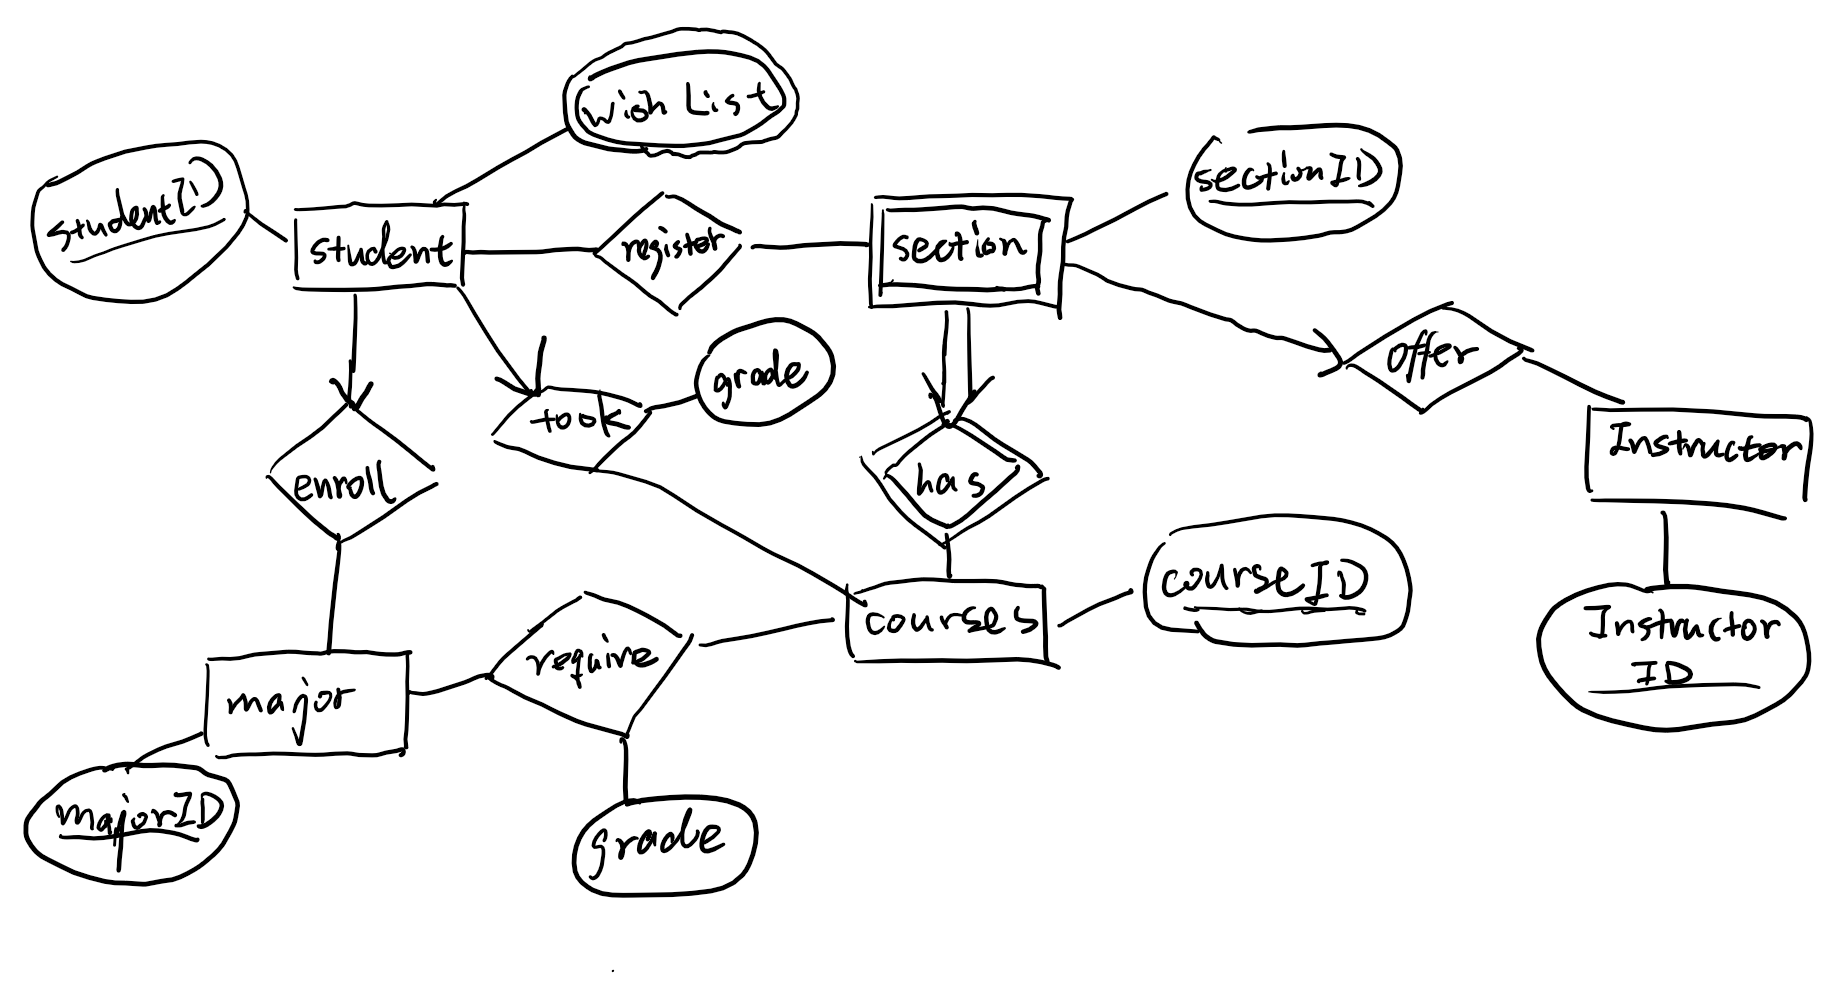 wish List
sectionID
studentID
student
register
section
offer
grade
took
Instructor
enroll
has
courseID
courses
Instructor
ID
require
major
majorID
grade